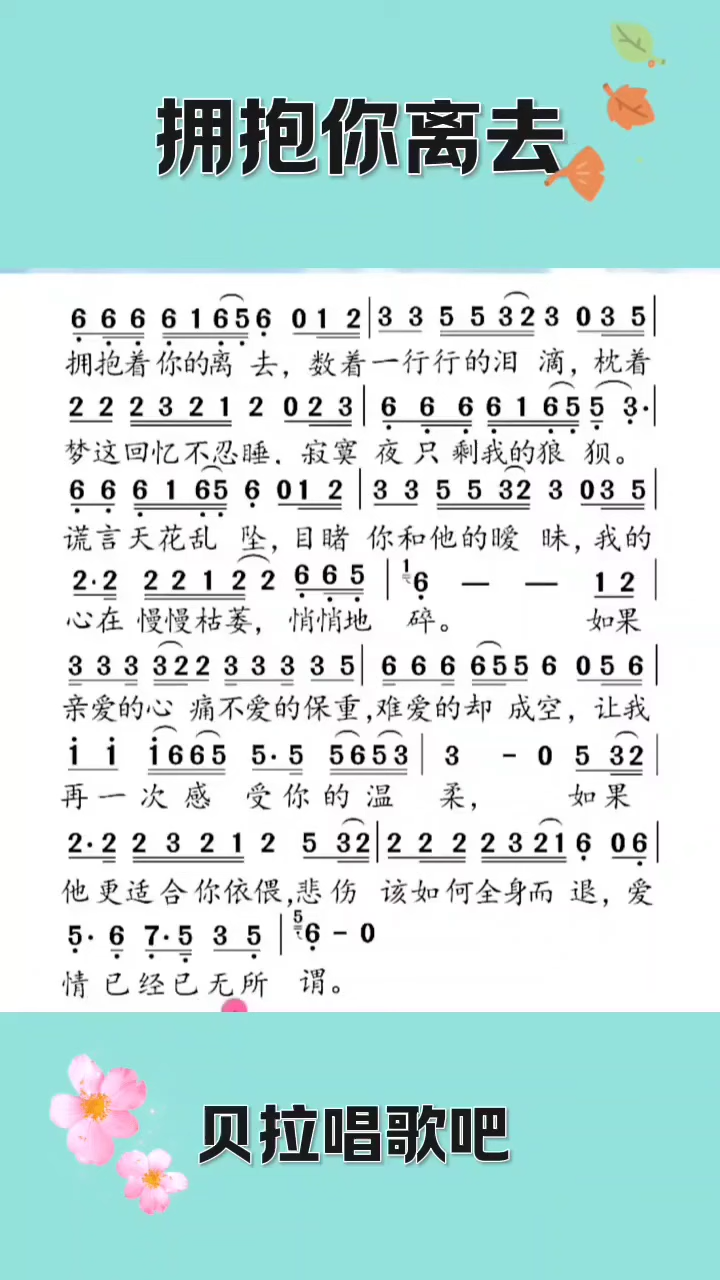 拥抱你离去
6 6 6 6 1 6 5 6 0 1 2 | 3 3 5 5 3 2 3 0 3 5 |
拥抱着你的离 去，数着一行行的泪 滴，枕着
2 2 2 3 2 1 2 0 2 3 | 6 6 6 6 1 6 5 5 3· |
梦这回忆不忍睡．寂寞 夜只剩我的狼 狈。
6 6 6 1 6 5 6 0 1 2 | 3 3 5 5 3 2 3 0 3 5 |
谎言天花乱 坠，目睹 你和他的暧 昧，我的
2·2 2 2 1 2 2 6 6 5 | 1 6 — — 1 2 |
心在 慢慢枯萎， 悄悄地 碎。 如果
3 3 3 3 2 2 3 3 3 3 5 | 6 6 6 6 5 5 6 0 5 6 |
亲爱的心 痛不爱的保重，难爱的却 成空，让我
i i i 6 6 5 5·5 5 6 5 3 | 3 - 0 5 3 2 |
再一次感 受你的温 柔， 如果
2·2 2 3 2 1 2 5 3 2 | 2 2 2 2 3 2 1 6 0 6 |
他更适合你依偎，悲伤 该如何全身而 退，爱
5· 6 7·5 3 5 | 5 6 - 0
情已经已无所 谓。
贝拉唱歌吧